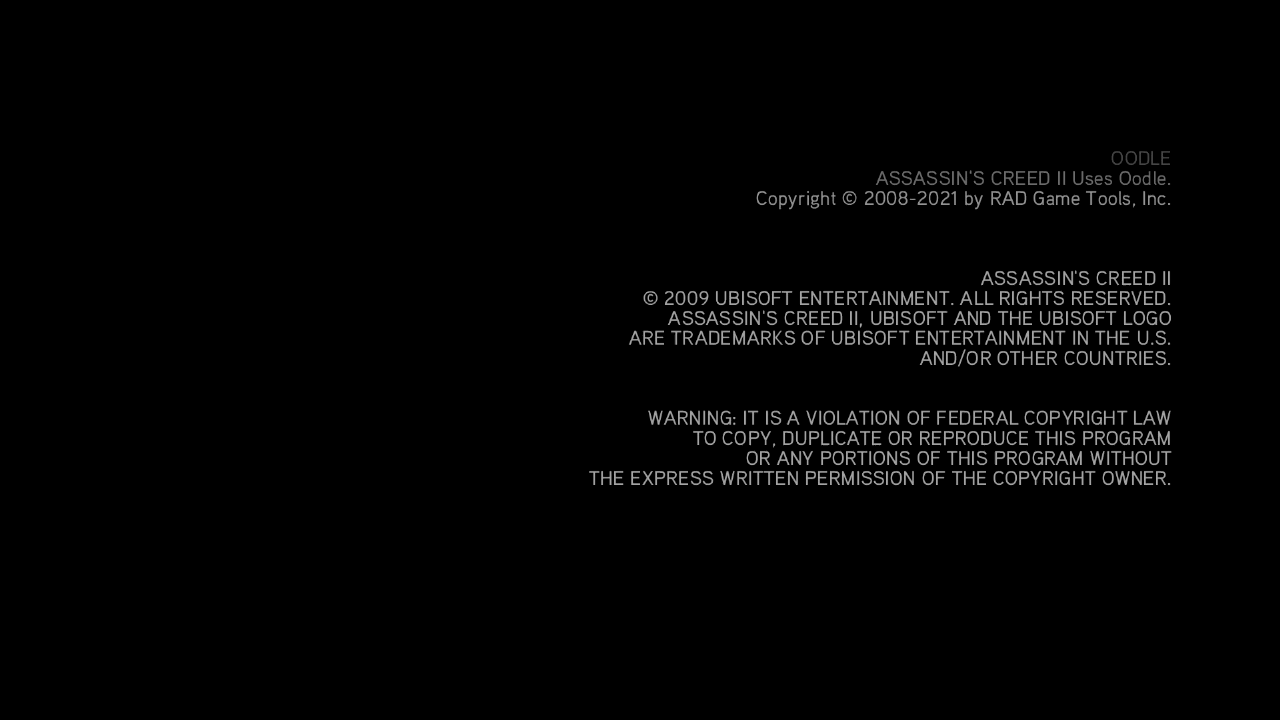 OODLE
ASSASSIN'S CREED II Uses Oodle.
Copyright © 2008-2021 by RAD Game Tools, Inc.
ASSASSIN'S CREED II
© 2009 UBISOFT ENTERTAINMENT. ALL RIGHTS RESERVED.
ASSASSIN'S CREED II, UBISOFT AND THE UBISOFT LOGO
ARE TRADEMARKS OF UBISOFT ENTERTAINMENT IN THE U.S.
AND/OR OTHER COUNTRIES.
WARNING: IT IS A VIOLATION OF FEDERAL COPYRIGHT LAW
TO COPY, DUPLICATE OR REPRODUCE THIS PROGRAM
OR ANY PORTIONS OF THIS PROGRAM WITHOUT
THE EXPRESS WRITTEN PERMISSION OF THE COPYRIGHT OWNER.